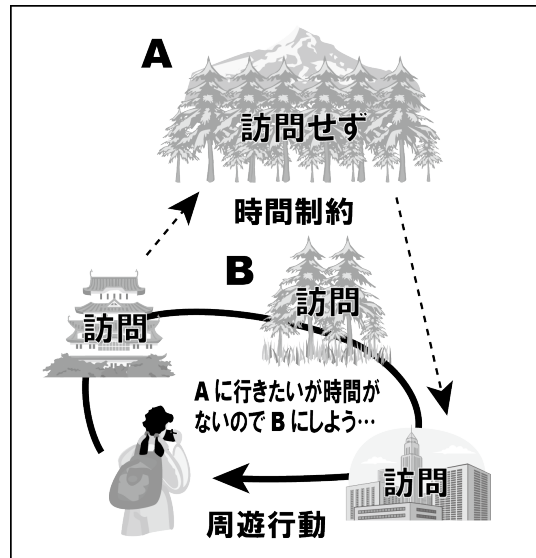 A
訪問せず
時間制約
B
訪問
訪問
Aに行きたいが時間が
ないのでBにしよう…
訪問
周遊行動